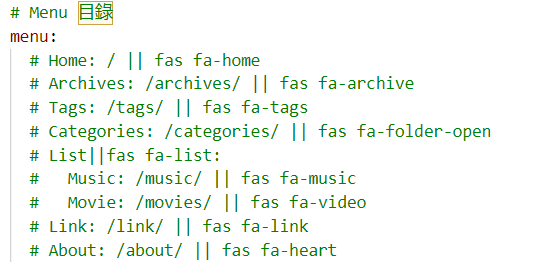 # Menu 目錄
menu:
  # Home: / || fas fa-home
  # Archives: /archives/ || fas fa-archive
  # Tags: /tags/ || fas fa-tags
  # Categories: /categories/ || fas fa-folder-open
  # List||fas fa-list:
  #   Music: /music/ || fas fa-music
  #   Movie: /movies/ || fas fa-video
  # Link: /link/ || fas fa-link
  # About: /about/ || fas fa-heart